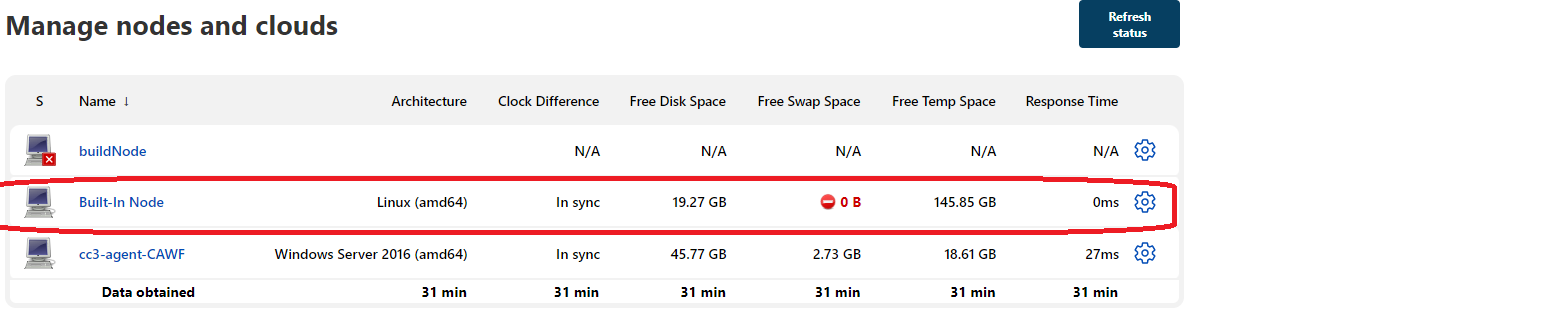 Manage nodes and clouds
Refresh
status
S Name ↓ Architecture Clock Difference Free Disk Space Free Swap Space Free Temp Space Response Time
buildNode N/A N/A N/A N/A N/A
Built-In Node Linux (amd64) In sync 19.27 GB 0 B 145.85 GB 0ms
cc3-agent-CAWF Windows Server 2016 (amd64) In sync 45.77 GB 2.73 GB 18.61 GB 27ms
Data obtained 31 min 31 min 31 min 31 min 31 min 31 min